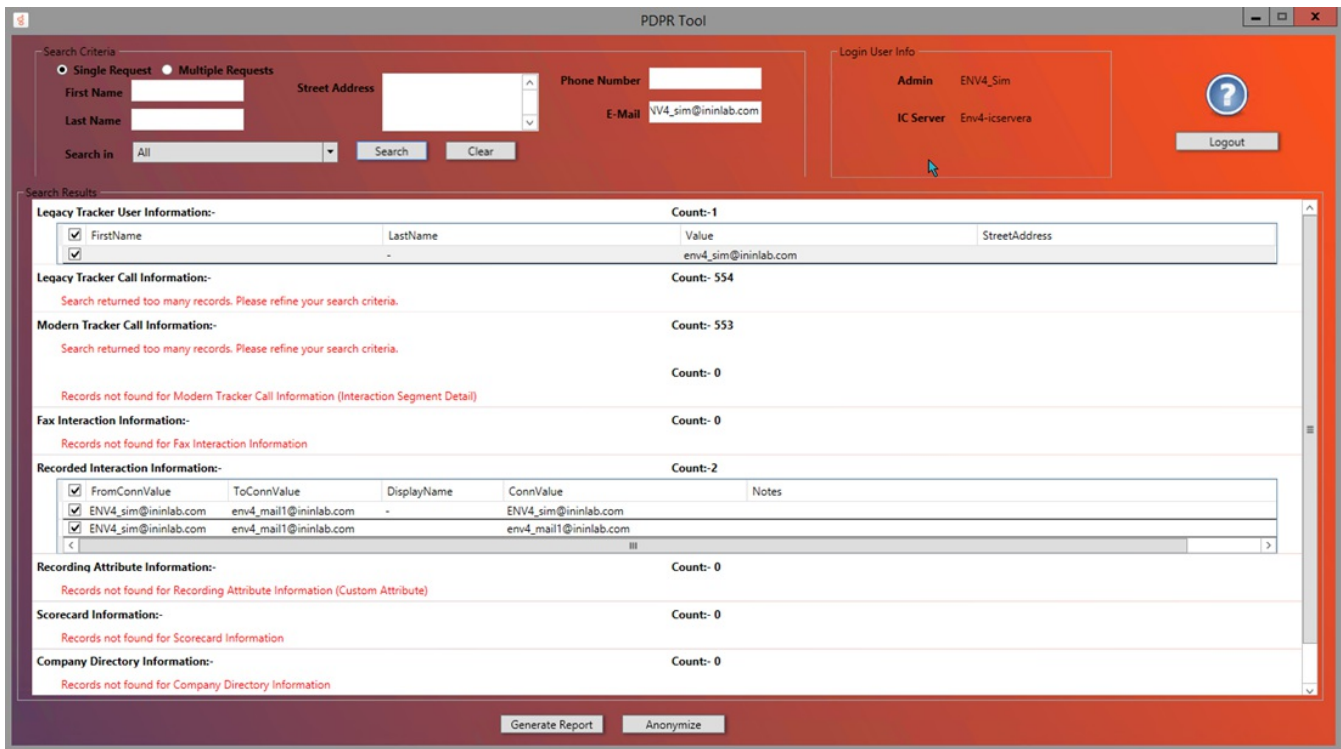 PDPR Tool
Search Criteria
Single Request Multiple Requests
First Name
Last Name
Street Address
Phone Number
E-Mail NV4_sim@ininlab.com
Search in All Search Clear
Login User Info
Admin ENV4_Sim
IC Server Env4-icservera
?
Logout
Search Results
Legacy Tracker User Information:- Count:-1
FirstName LastName Value StreetAddress
- env4_sim@ininlab.com
Legacy Tracker Call Information:- Count:- 554
Search returned too many records. Please refine your search criteria.
Modern Tracker Call Information:- Count:- 553
Search returned too many records. Please refine your search criteria.
Count:- 0
Records not found for Modern Tracker Call Information (Interaction Segment Detail)
Fax Interaction Information:- Count:- 0
Records not found for Fax Interaction Information
Recorded Interaction Information:- Count:-2
FromConnValue ToConnValue DisplayName ConnValue Notes
ENV4_sim@ininlab.com env4_mail1@ininlab.com - ENV4_sim@ininlab.com
ENV4_sim@ininlab.com env4_mail1@ininlab.com env4_mail1@ininlab.com
Recording Attribute Information:- Count:- 0
Records not found for Recording Attribute Information (Custom Attribute)
Scorecard Information:- Count:- 0
Records not found for Scorecard Information
Company Directory Information:- Count:- 0
Records not found for Company Directory Information
Generate Report Anonymize